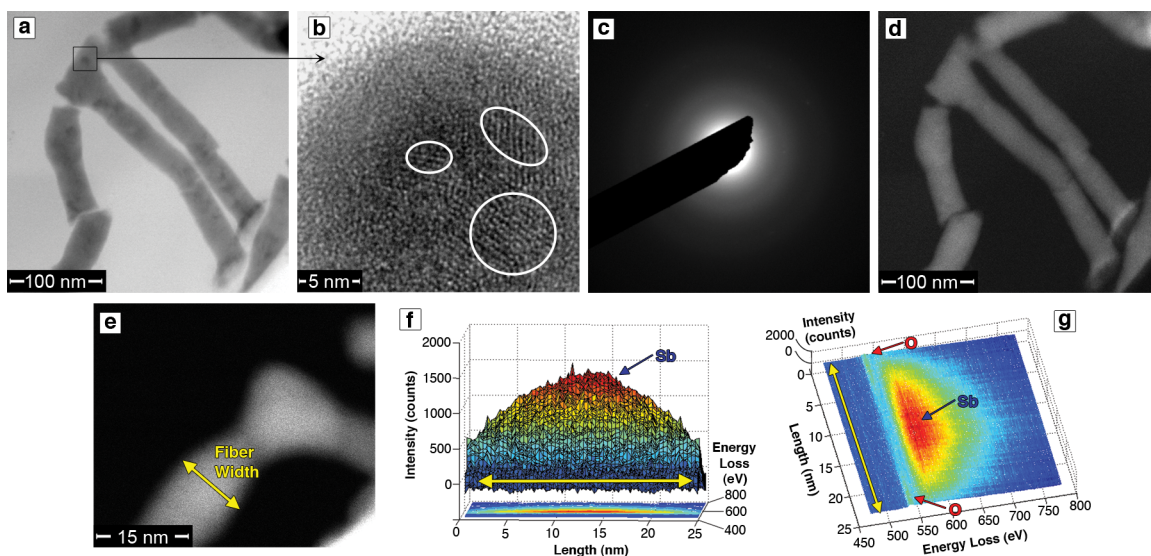 a
100 nm
b
5 nm
c
d
100 nm
e
Fiber
Width
15 nm
f
Sb
Intensity (counts)
2000
1500
1000
500
0
Energy
Loss
(eV)
800
600
400
0
5
10
15
20
25
Length (nm)
g
Intensity
(counts)
2000
0
O
Sb
O
0
5
10
15
20
25
Length (nm)
450
500
550
600
650
700
750
800
Energy Loss (eV)